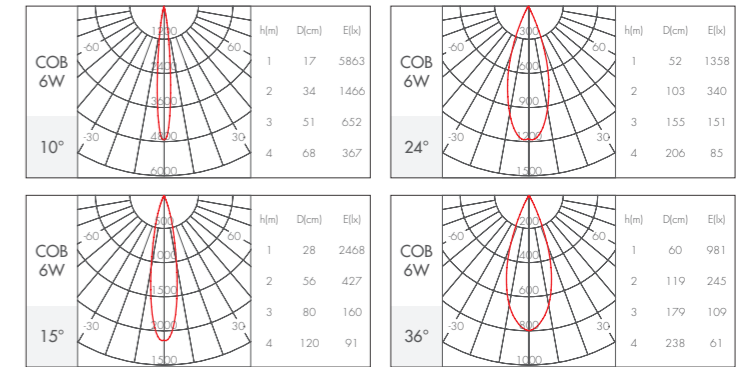 COB
6W
10°
1200
-60 60
2400
3600
-30 4800 30
6000
h(m) D(cm) E(lx)
1 17 5863
2 34 1466
3 51 652
4 68 367
COB
6W
24°
300
-60 60
600
900
-30 1200 30
1500
h(m) D(cm) E(lx)
1 52 1358
2 103 340
3 155 151
4 206 85
COB
6W
15°
500
-60 60
1000
1500
-30 2000 30
1500
h(m) D(cm) E(lx)
1 28 2468
2 56 427
3 80 160
4 120 91
COB
6W
36°
200
-60 60
400
600
-30 800 30
1000
h(m) D(cm) E(lx)
1 60 981
2 119 245
3 179 109
4 238 61